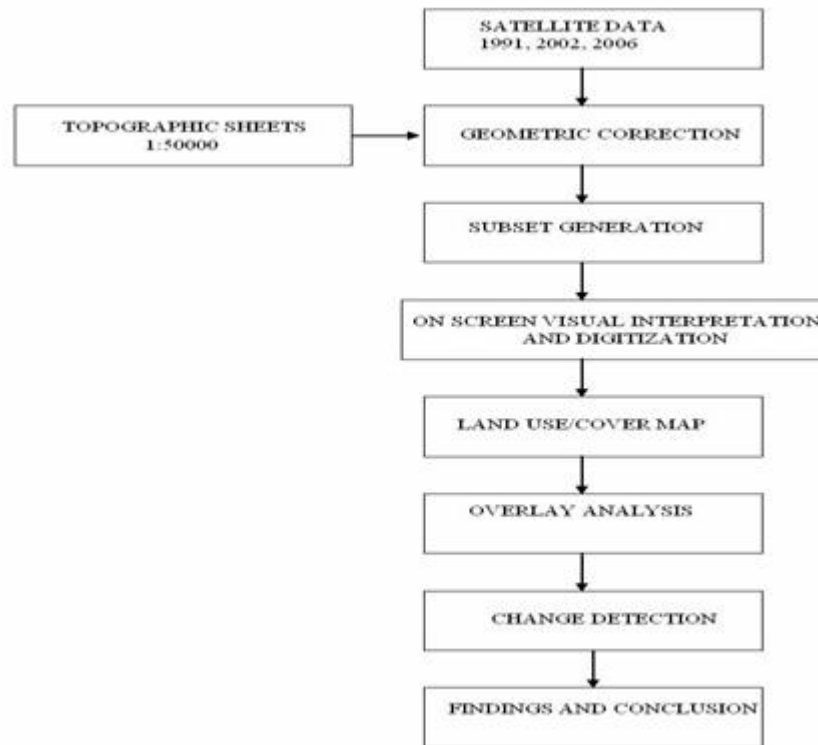 SATELLITE DATA
1991, 2002, 2006
TOPOGRAPHIC SHEETS
1:50000
GEOMETRIC CORRECTION
SUBSET GENERATION
ON SCREEN VISUAL INTERPRETATION
AND DIGITIZATION
LAND USE/COVER MAP
OVERLAY ANALYSIS
CHANGE DETECTION
FINDINGS AND CONCLUSION